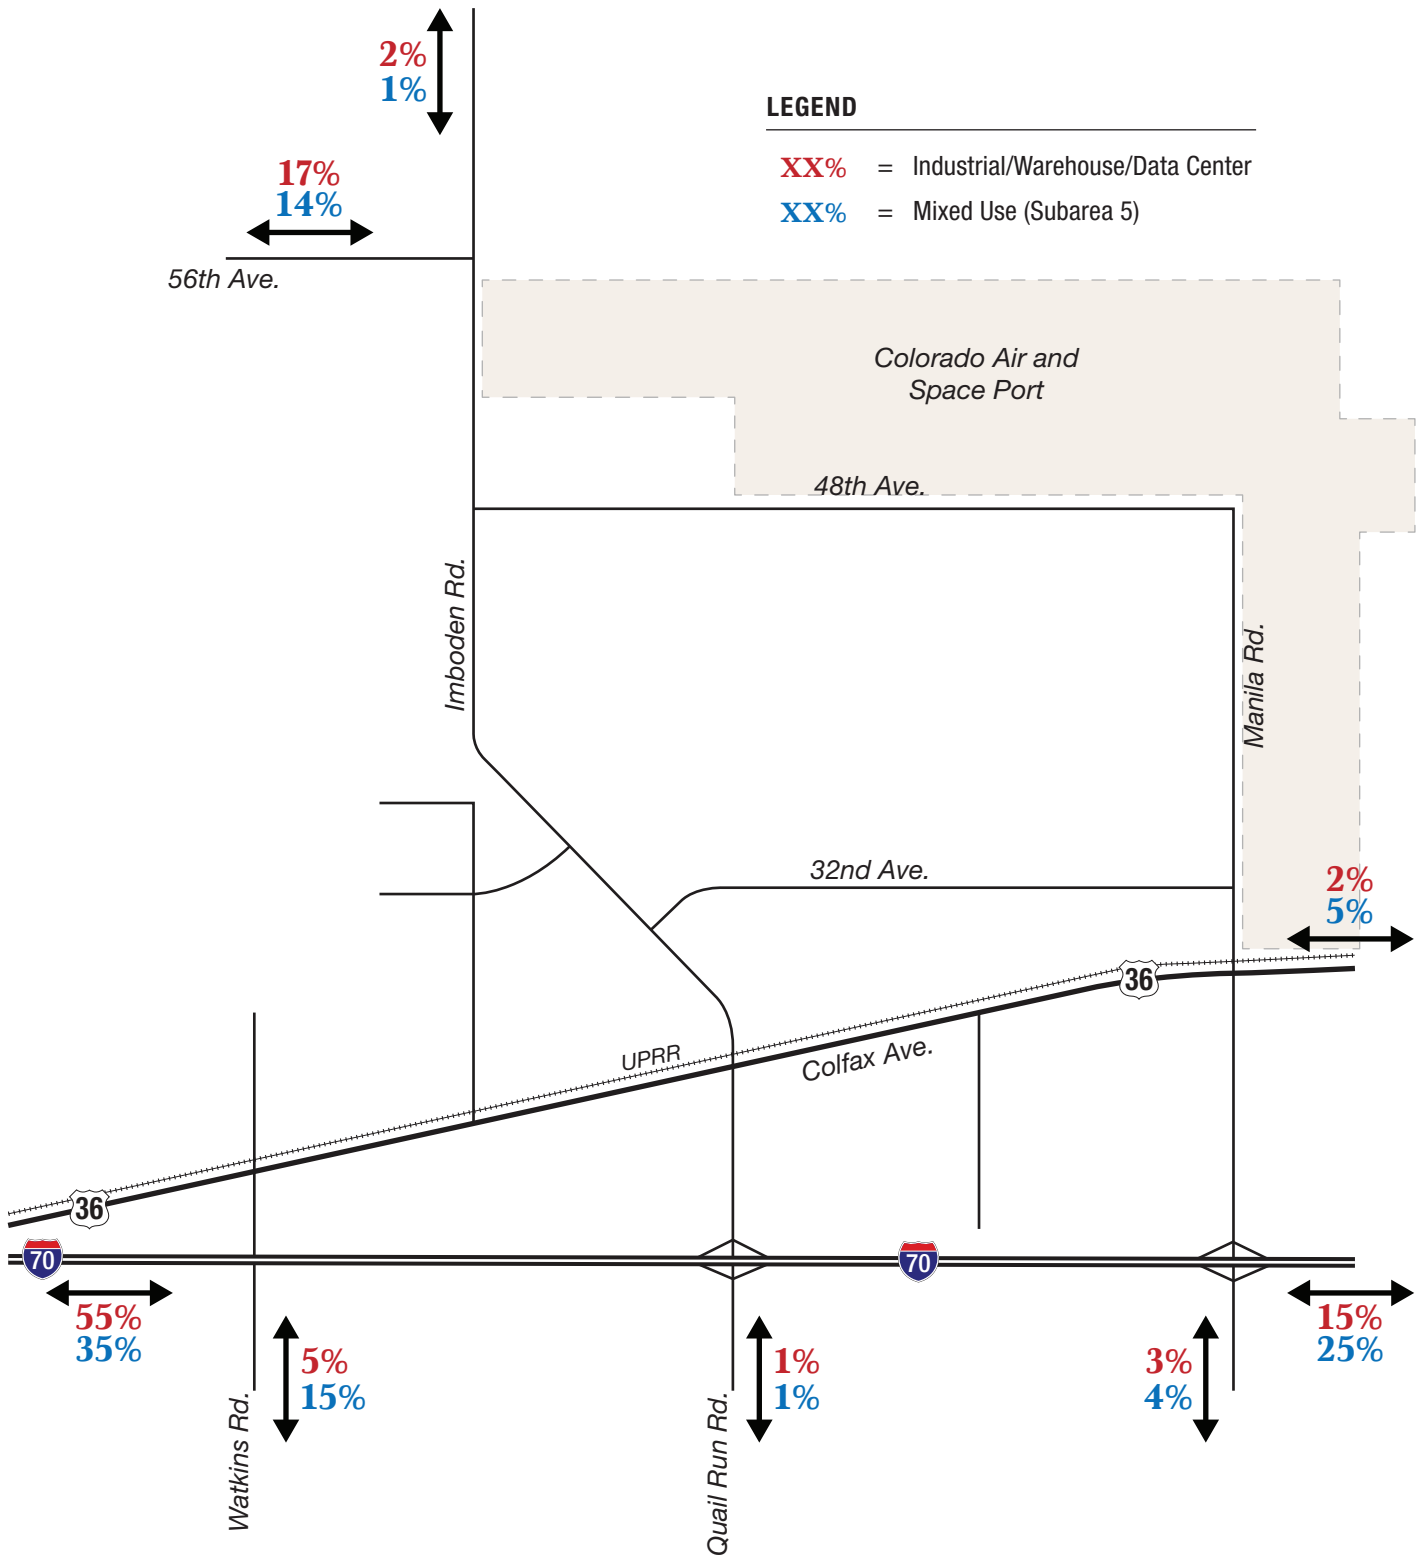 2%
1%
LEGEND
XX% = Industrial/Warehouse/Data Center
XX% = Mixed Use (Subarea 5)
17%
14%
56th Ave.
Colorado Air and
Space Port
48th Ave.
Imboden Rd.
Manila Rd.
32nd Ave.
2%
5%
36
UPRR
Colfax Ave.
36
70
70
55%
35%
15%
25%
5%
15%
1%
1%
3%
4%
Watkins Rd.
Quail Run Rd.